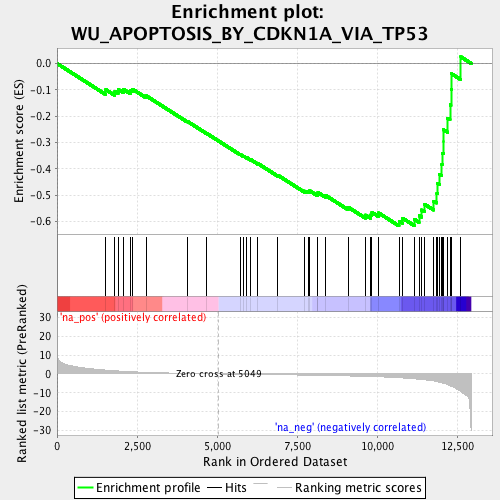 Enrichment plot:
WU_APOPTOSIS_BY_CDKN1A_VIA_TP53
Enrichment score (ES)
0.0
-0.1
-0.2
-0.3
-0.4
-0.5
-0.6
Ranked list metric (PreRanked)
30
20
10
0
-10
-20
-30
'na_pos' (positively correlated)
Zero cross at 5049
'na_neg' (negatively correlated)
0
2,500
5,000
7,500
10,000
12,500
Rank in Ordered Dataset
Enrichment profile
Hits
Ranking metric scores